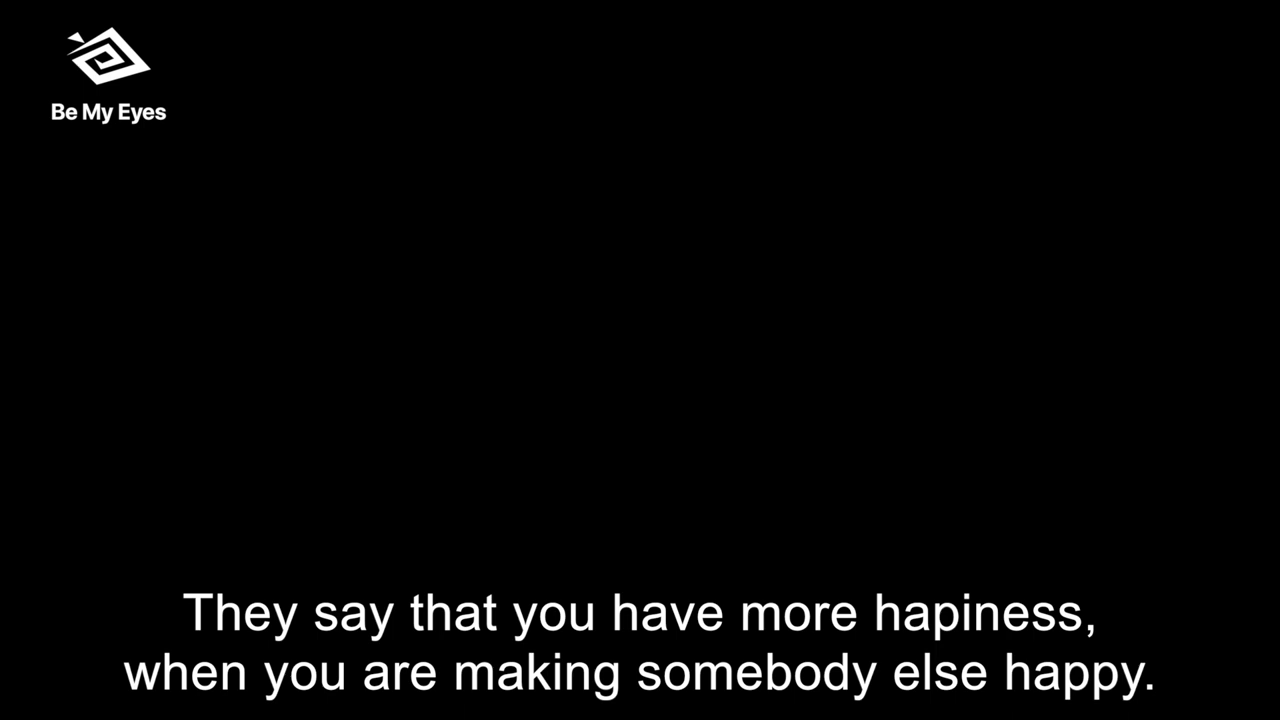 Be My Eyes
They say that you have more hapiness,
when you are making somebody else happy.